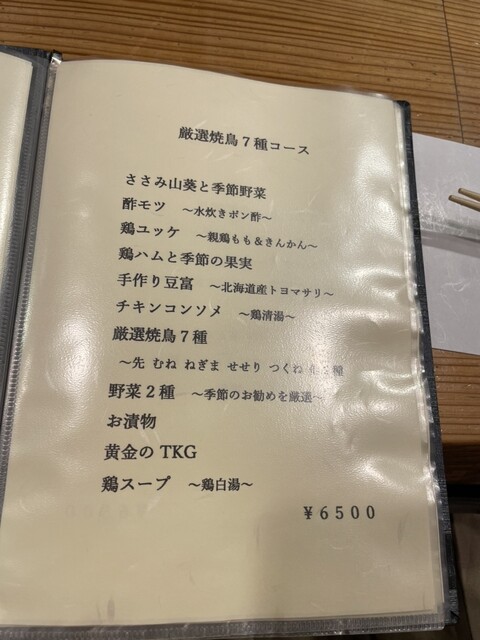 厳選焼鳥７種コース
ささみ山葵と季節野菜
酢モツ　～水炊きポン酢～
鶏ユッケ　～親鶏もも＆きんかん～
鶏ハムと季節の果実
手作り豆富　～北海道産トヨマサリ～
チキンコンソメ　～鶏清湯～
厳選焼鳥７種
～先 むね ねぎま せせり つくね 種
野菜２種　～季節のお勧めを厳選～
お漬物
黄金の TKG
鶏スープ　～鶏白湯～
￥6500